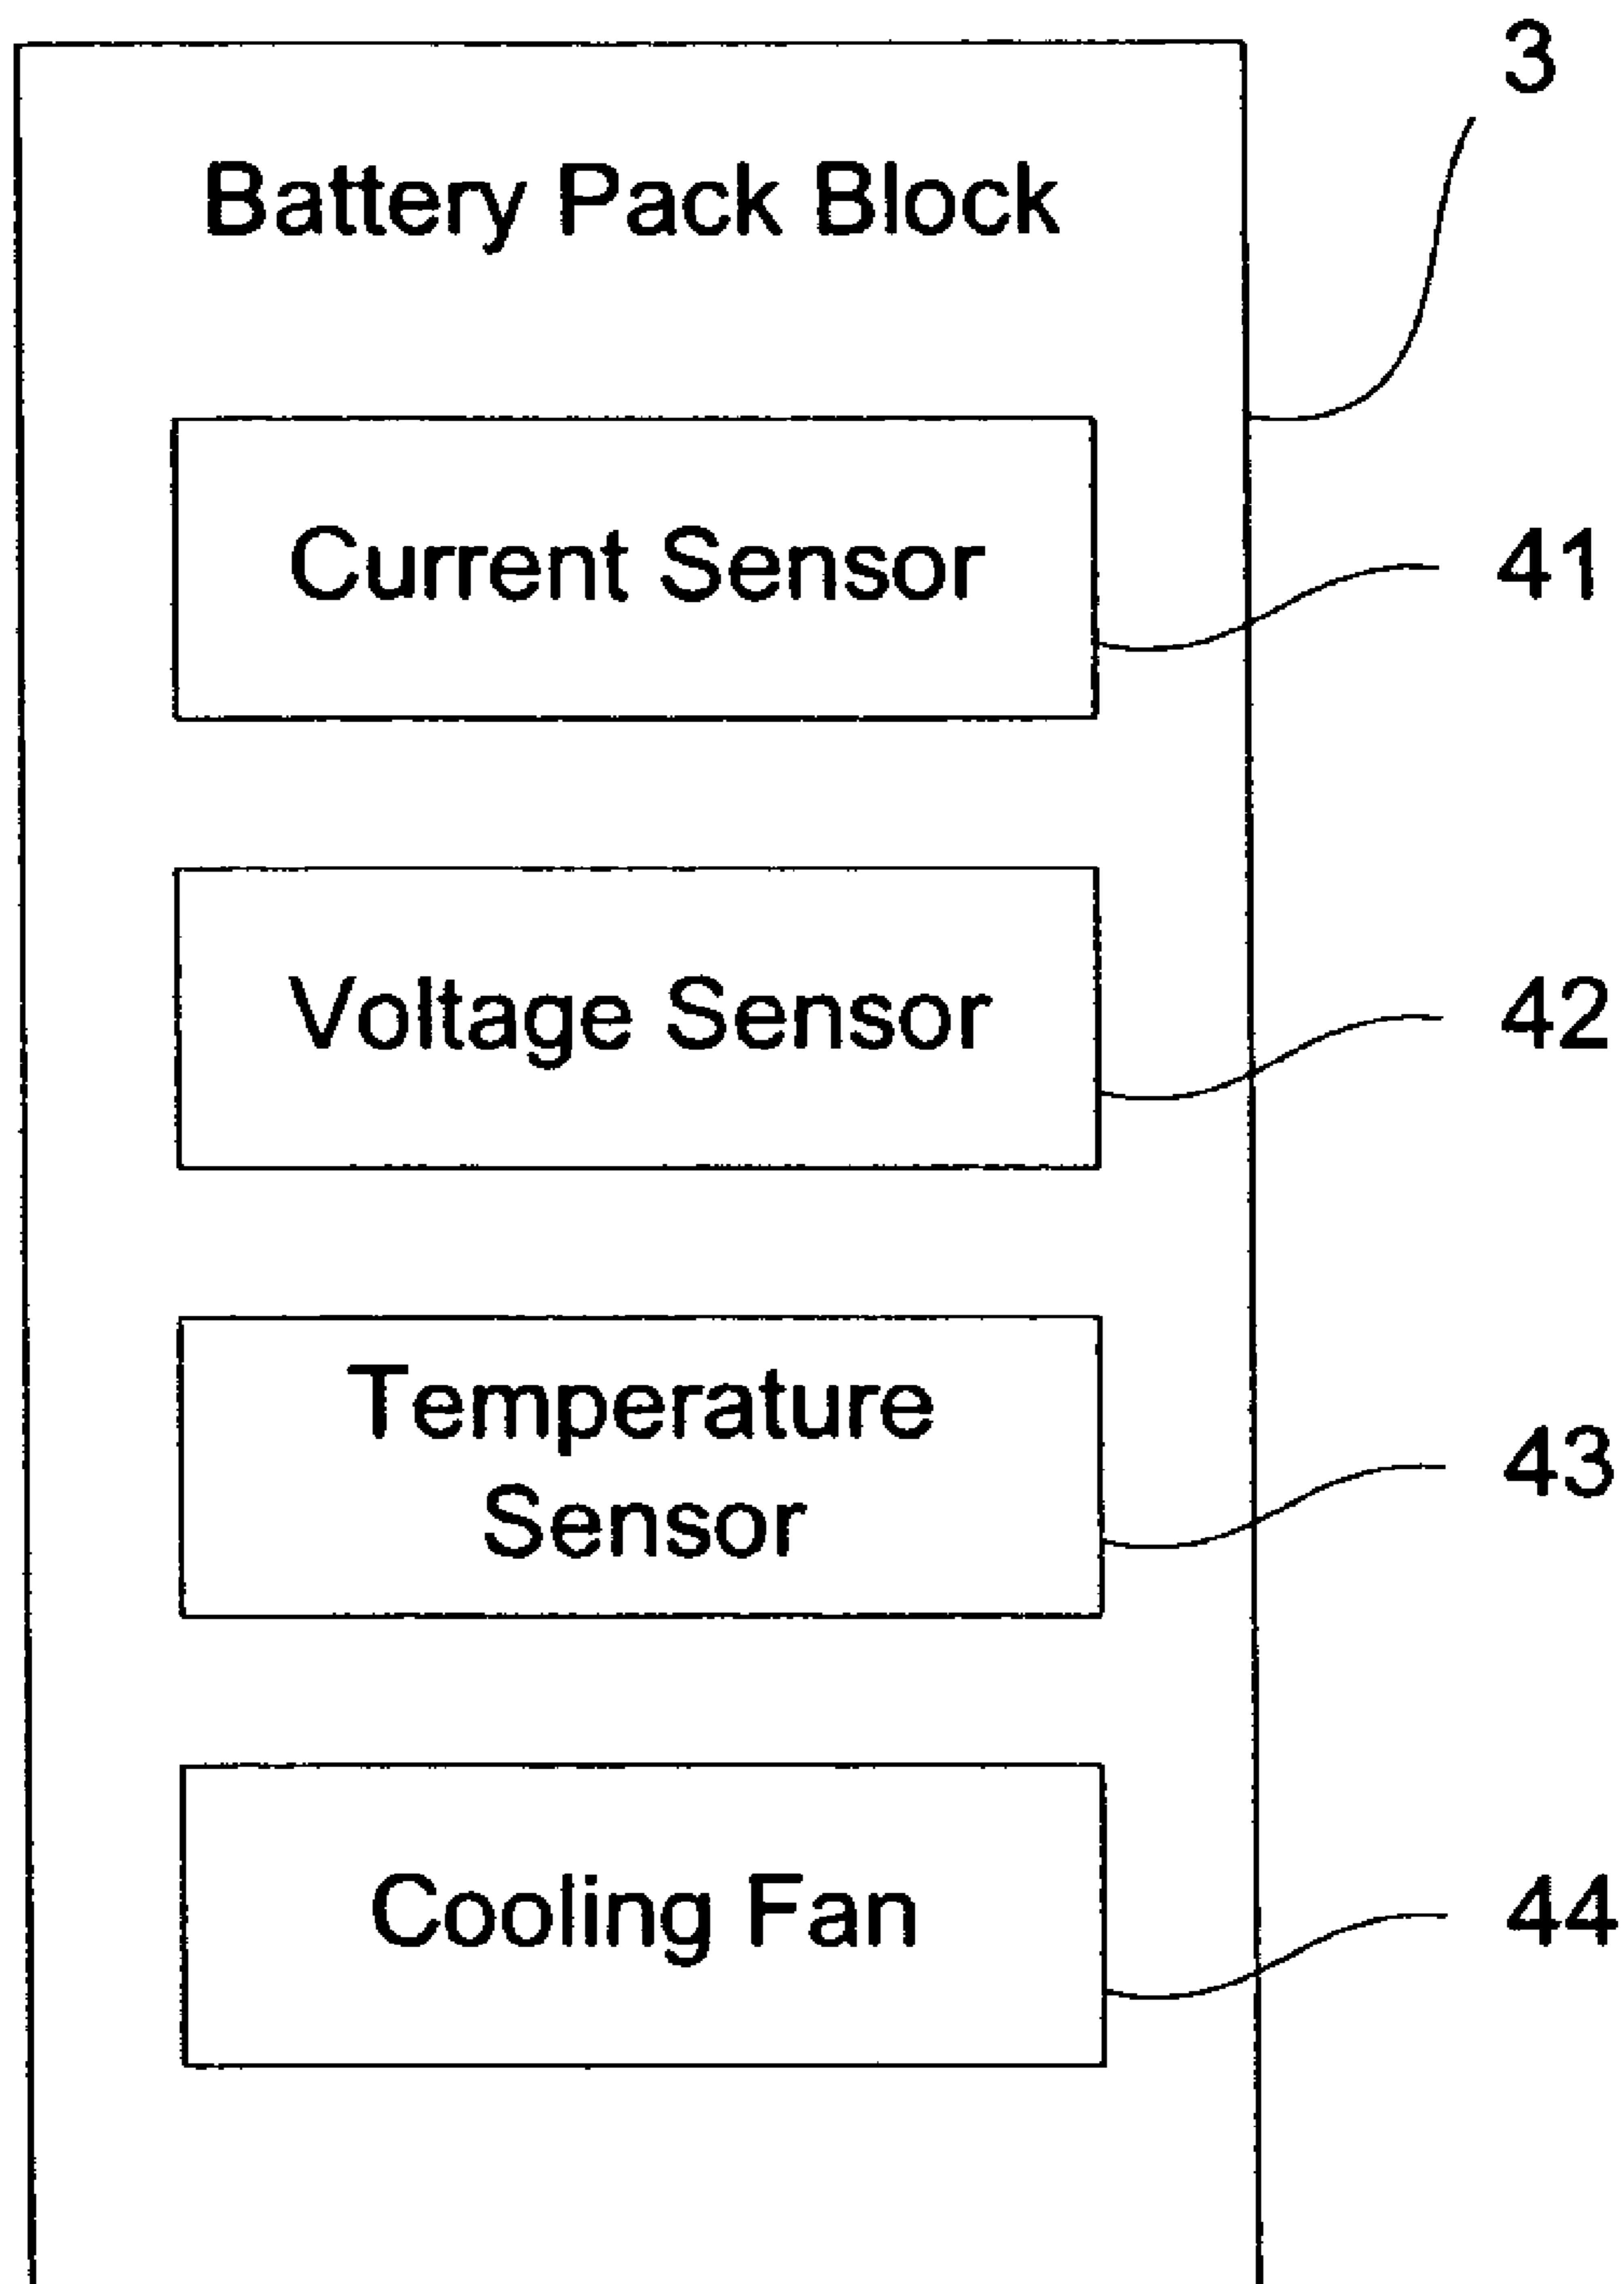 3
Battery Pack Block
Current Sensor
41
Voltage Sensor
42
Temperature
Sensor
43
Cooling Fan
44